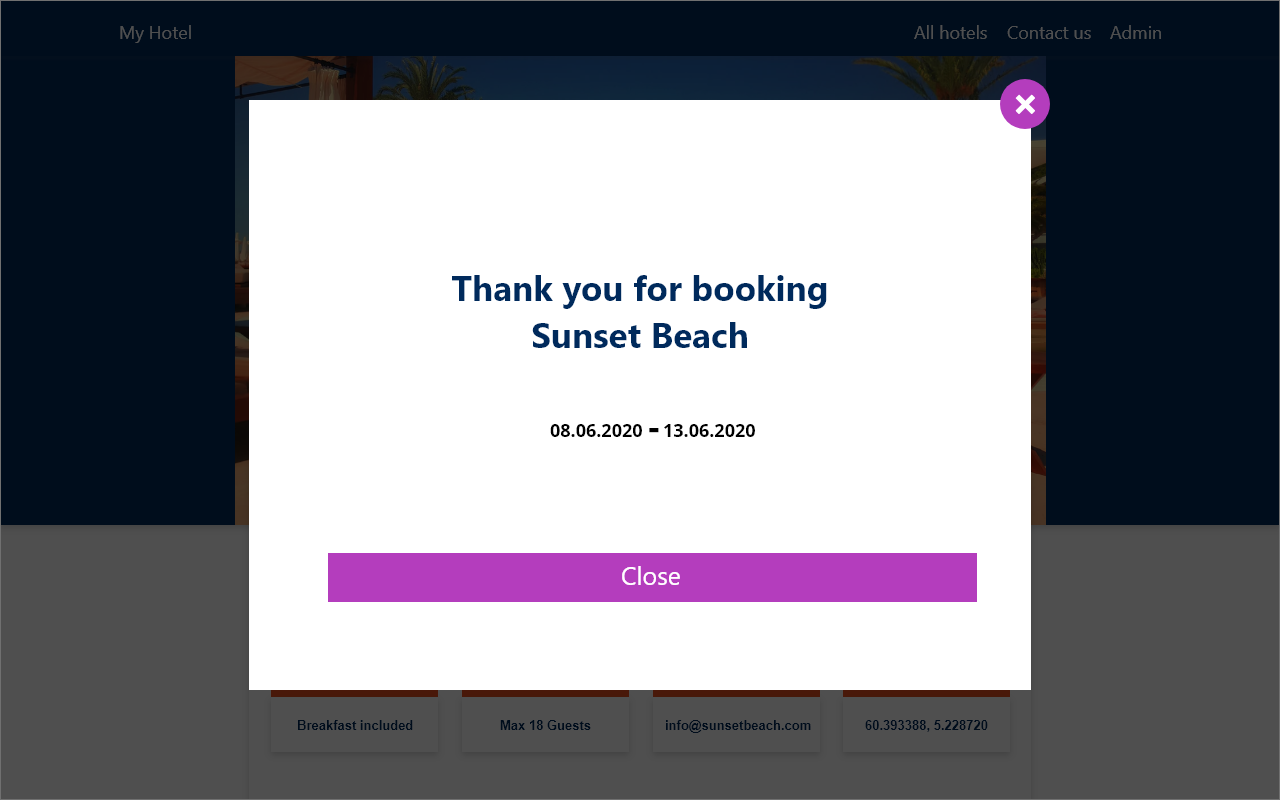 My Hotel
All hotels Contact us Admin
Thank you for booking
Sunset Beach
08.06.2020 - 13.06.2020
Close
Breakfast included
Max 18 Guests
info@sunsetbeach.com
60.393388, 5.228720